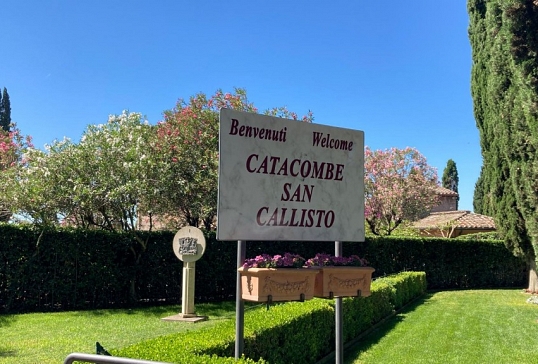 Benvenuti Welcome
CATACOMBE
SAN
CALLISTO